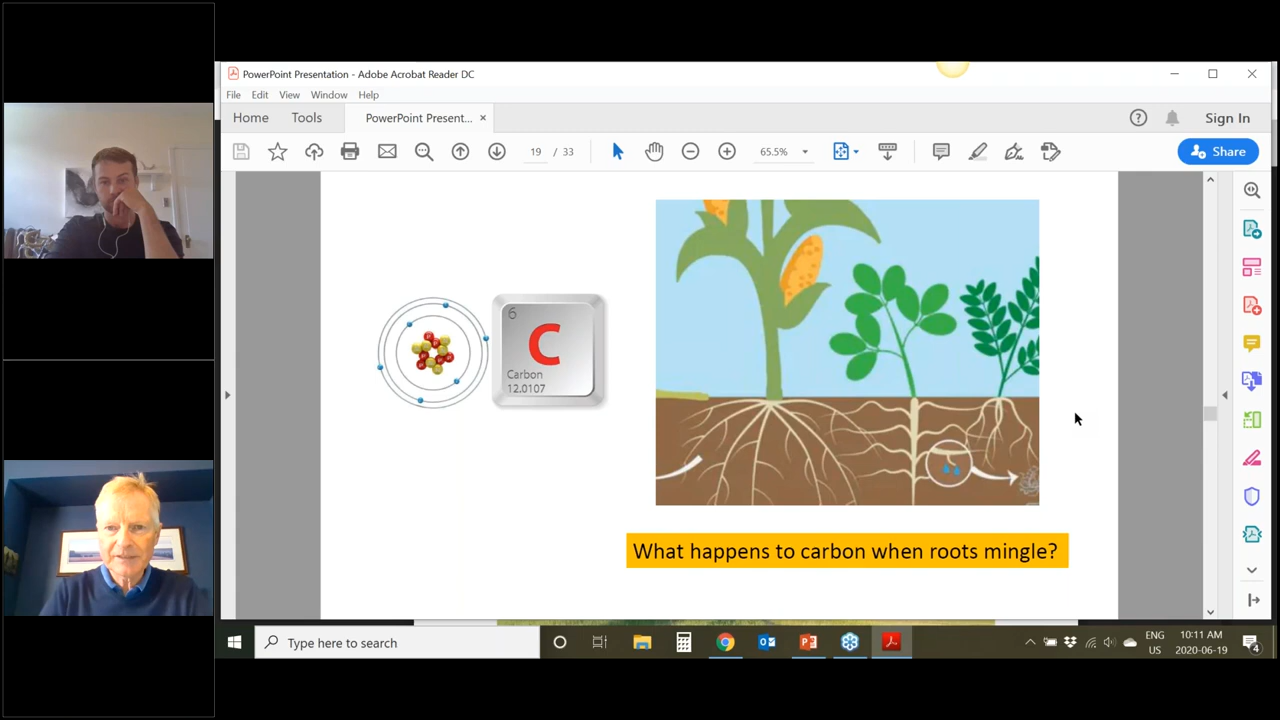 PowerPoint Presentation - Adobe Acrobat Reader DC
File Edit View Window Help
Home Tools PowerPoint Present... ×
Sign In
19 / 33
65.5%
Share
6
C
Carbon
12.0107
What happens to carbon when roots mingle?
Type here to search
ENG
US
10:11 AM
2020-06-19
4